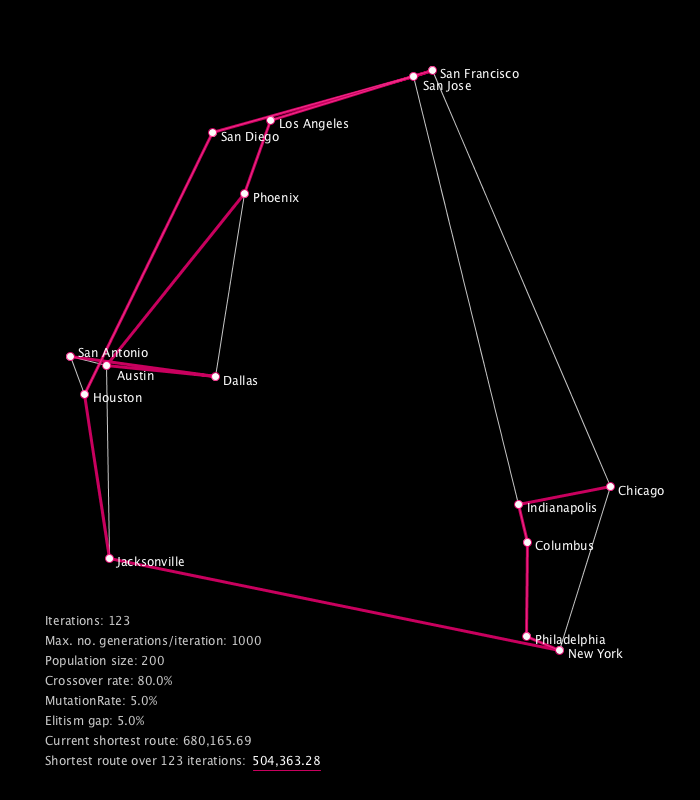 San Francisco
San Jose
Los Angeles
San Diego
Phoenix
San Antonio
Austin
Dallas
Houston
Chicago
Indianapolis
Columbus
Jacksonville
Philadelphia
New York
Iterations: 123
Max. no. generations/iteration: 1000
Population size: 200
Crossover rate: 80.0%
MutationRate: 5.0%
Elitism gap: 5.0%
Current shortest route: 680,165.69
Shortest route over 123 iterations: 504,363.28